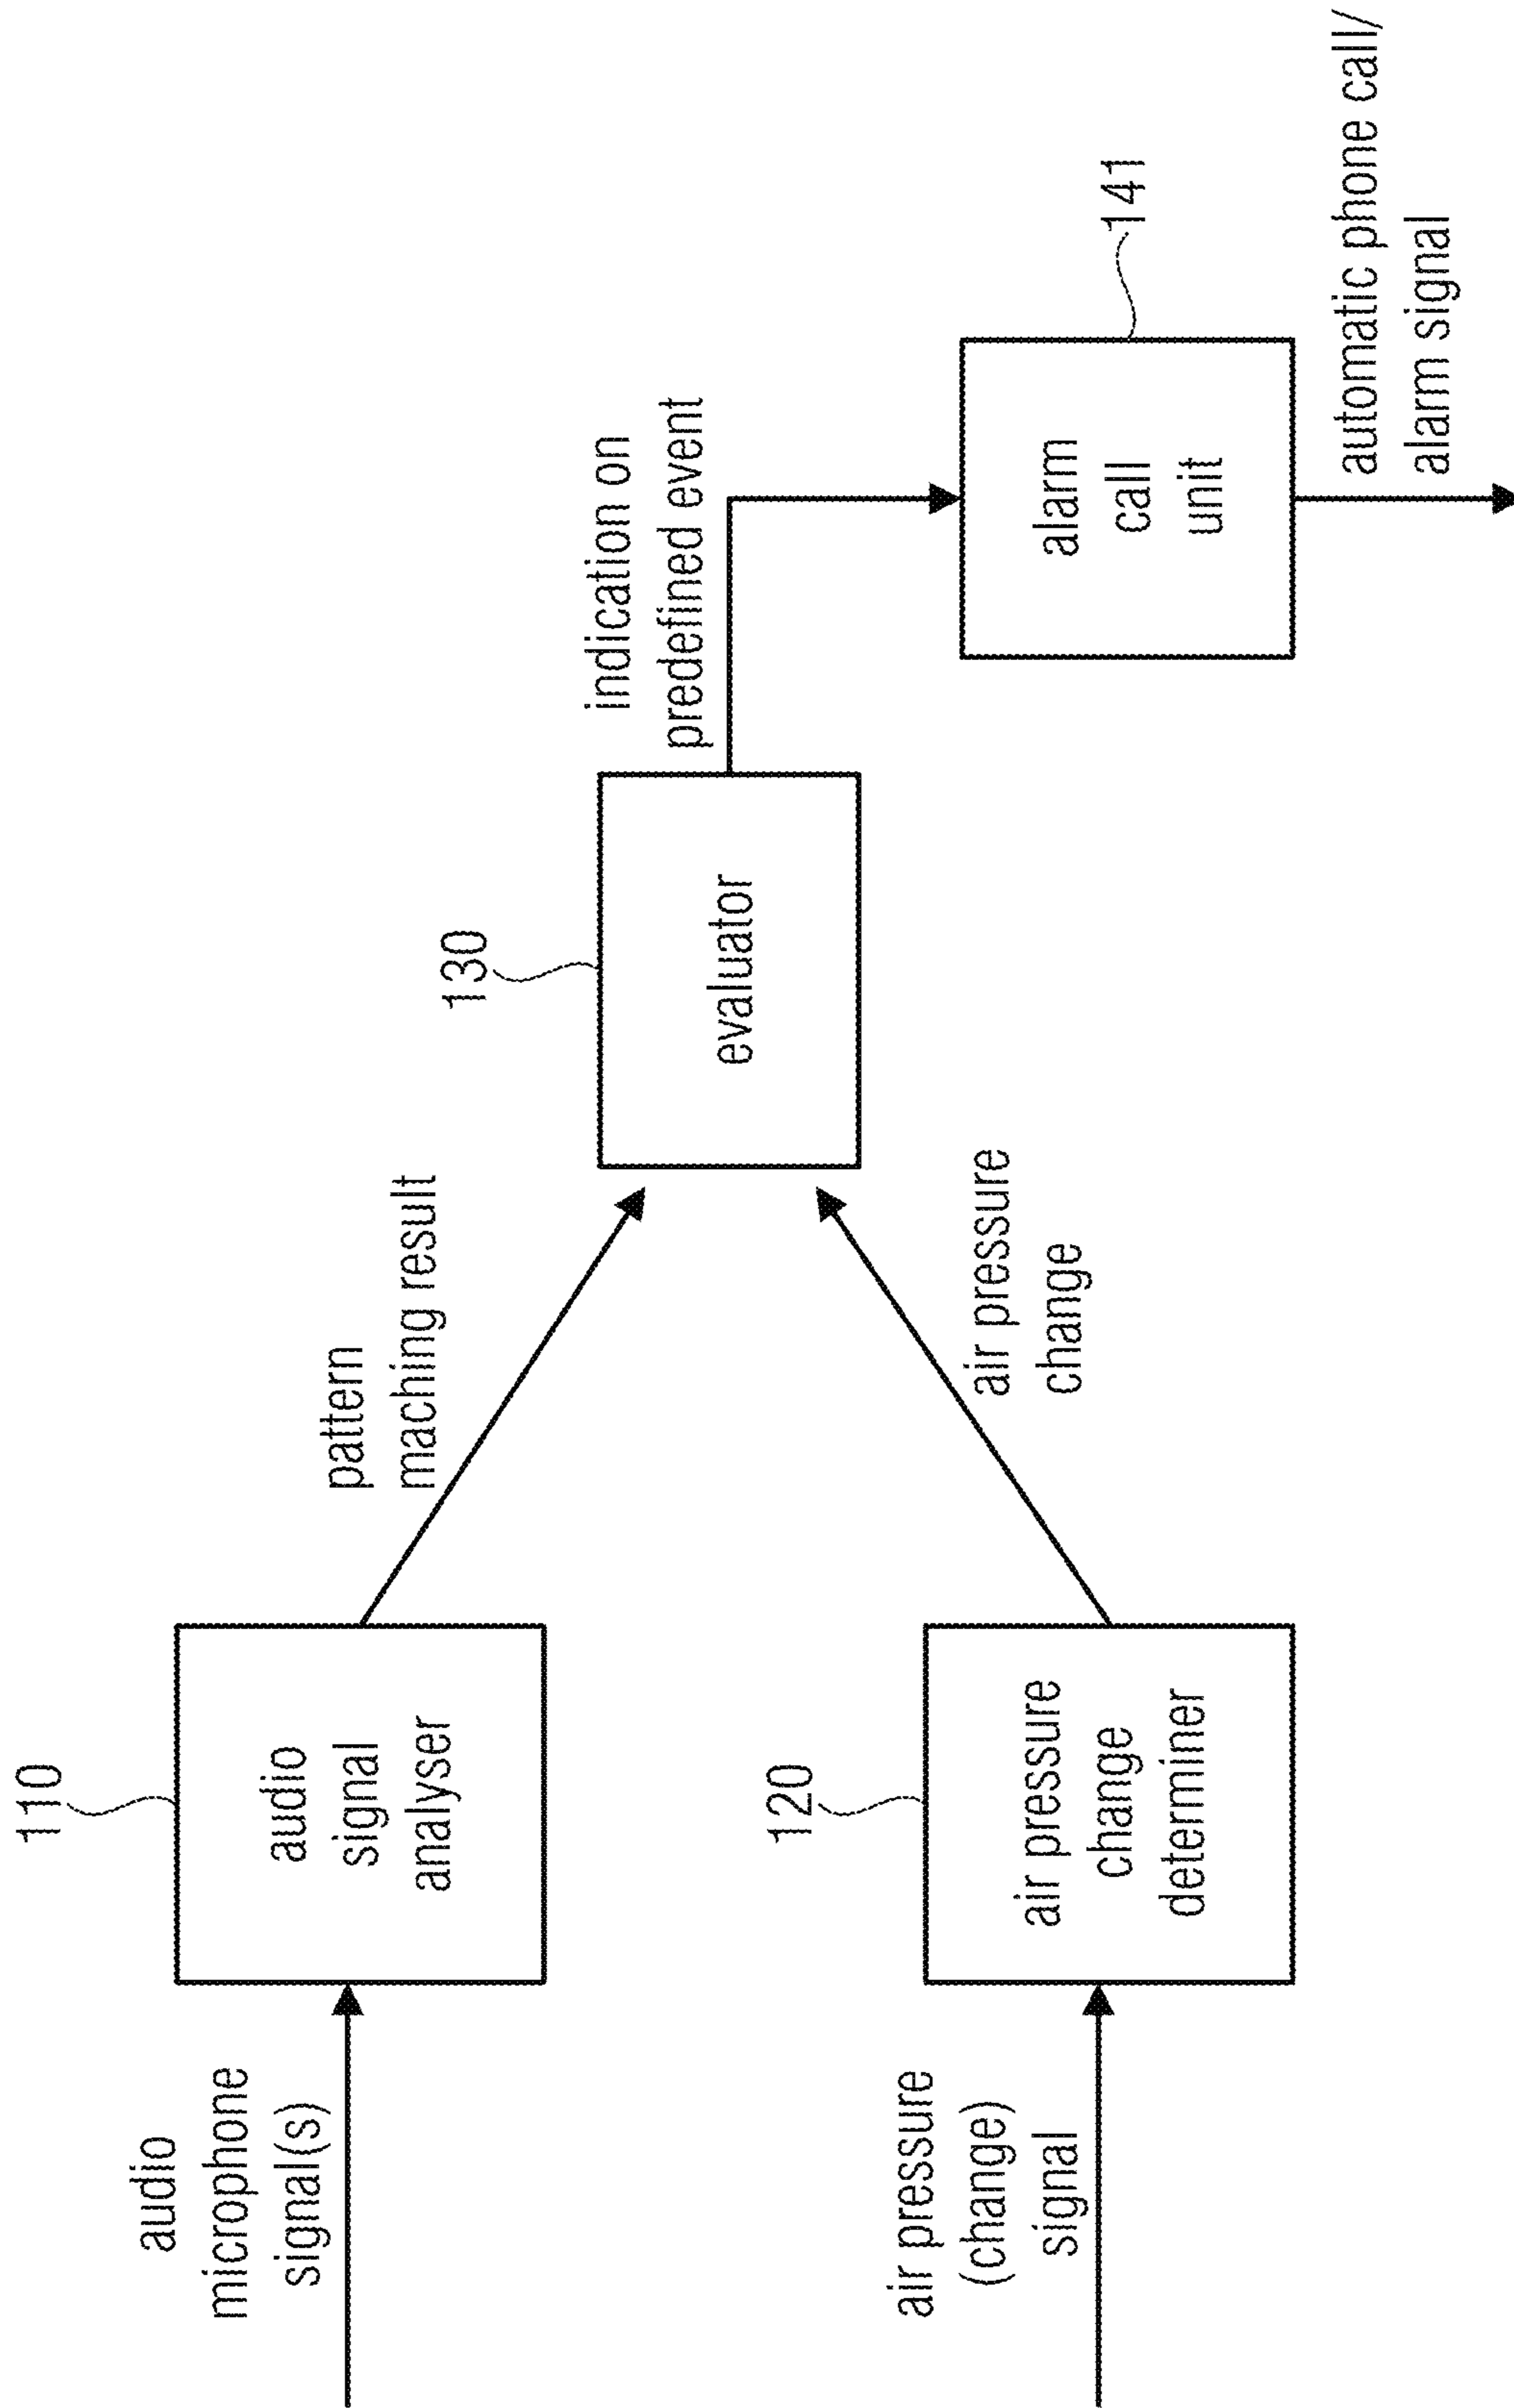 audio
microphone
signal(s)
110
audio
signal
analyser
pattern
maching result
air pressure
(change)
signal
120
air pressure
change
determiner
air pressure
change
130
evaluator
indication on
predefined event
141
alarm
call
unit
automatic phone call/
alarm signal